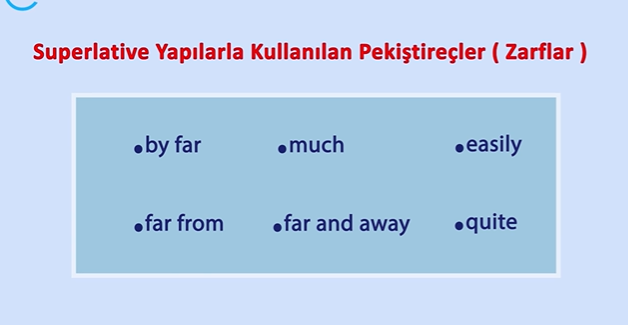 Superlative Yapılarla Kullanılan Pekiştireçler ( Zarflar )
•by far •much •easily
•far from •far and away •quite